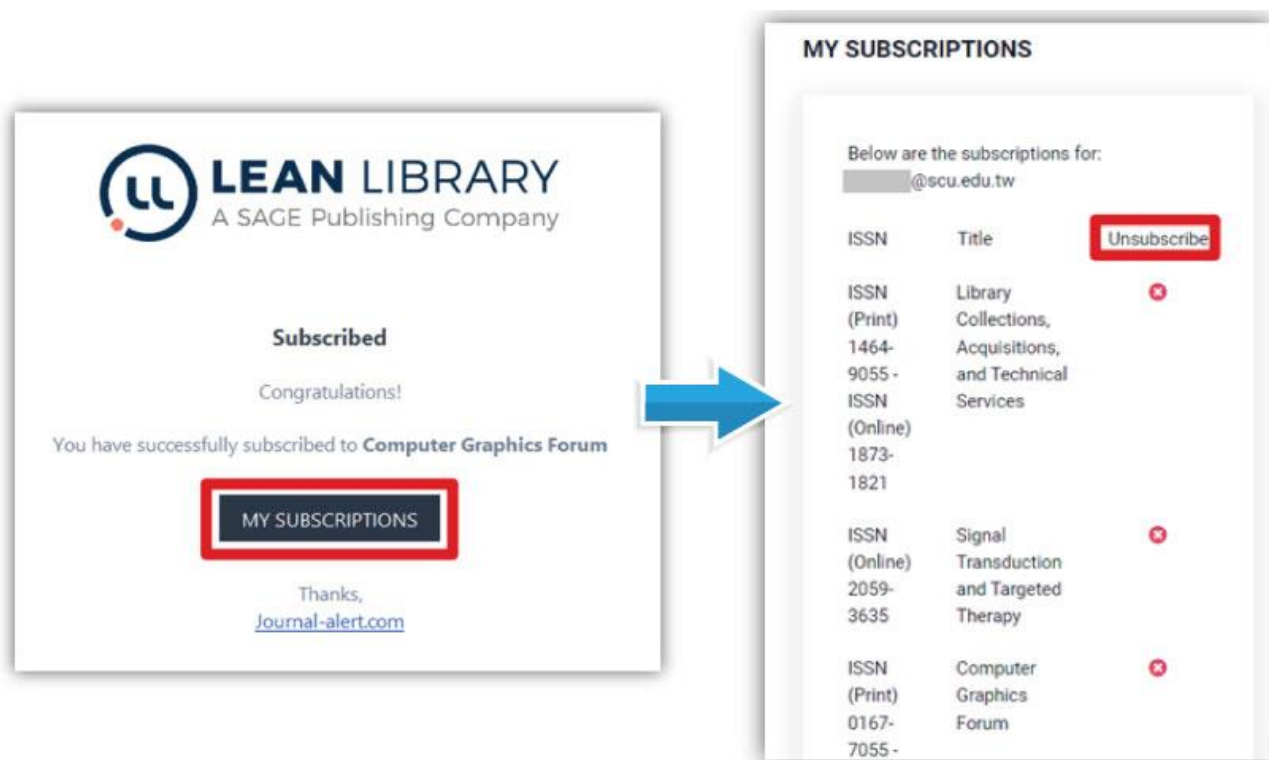 LEAN LIBRARY
A SAGE Publishing Company
Subscribed
Congratulations!
You have successfully subscribed to Computer Graphics Forum
MY SUBSCRIPTIONS
Thanks,
Journal-alert.com
MY SUBSCRIPTIONS
Below are the subscriptions for:
@scu.edu.tw
ISSN Title Unsubscribe
ISSN Library
(Print) Collections,
1464- Acquisitions,
9055 - and Technical
ISSN Services
(Online)
1873-
1821
ISSN Signal
(Online) Transduction
2059- and Targeted
3635 Therapy
ISSN Computer
(Print) Graphics
0167- Forum
7055 -